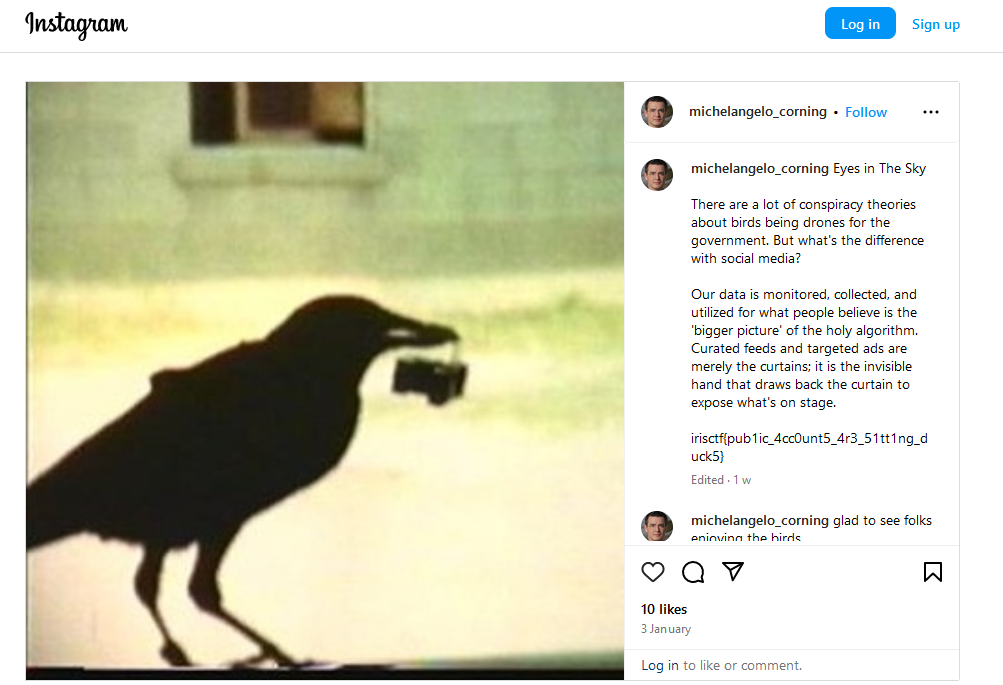 Instagram
Log in
Sign up
michelangelo_corning • Follow
michelangelo_corning Eyes in The Sky
There are a lot of conspiracy theories
about birds being drones for the
government. But what's the difference
with social media?
Our data is monitored, collected, and
utilized for what people believe is the
'bigger picture' of the holy algorithm.
Curated feeds and targeted ads are
merely the curtains; it is the invisible
hand that draws back the curtain to
expose what's on stage.
irisctf{pub1ic_4cc0unt5_4r3_51tt1ng_d
uck5}
Edited · 1 w
michelangelo_corning glad to see folks
enjoying the birds
10 likes
3 January
Log in to like or comment.